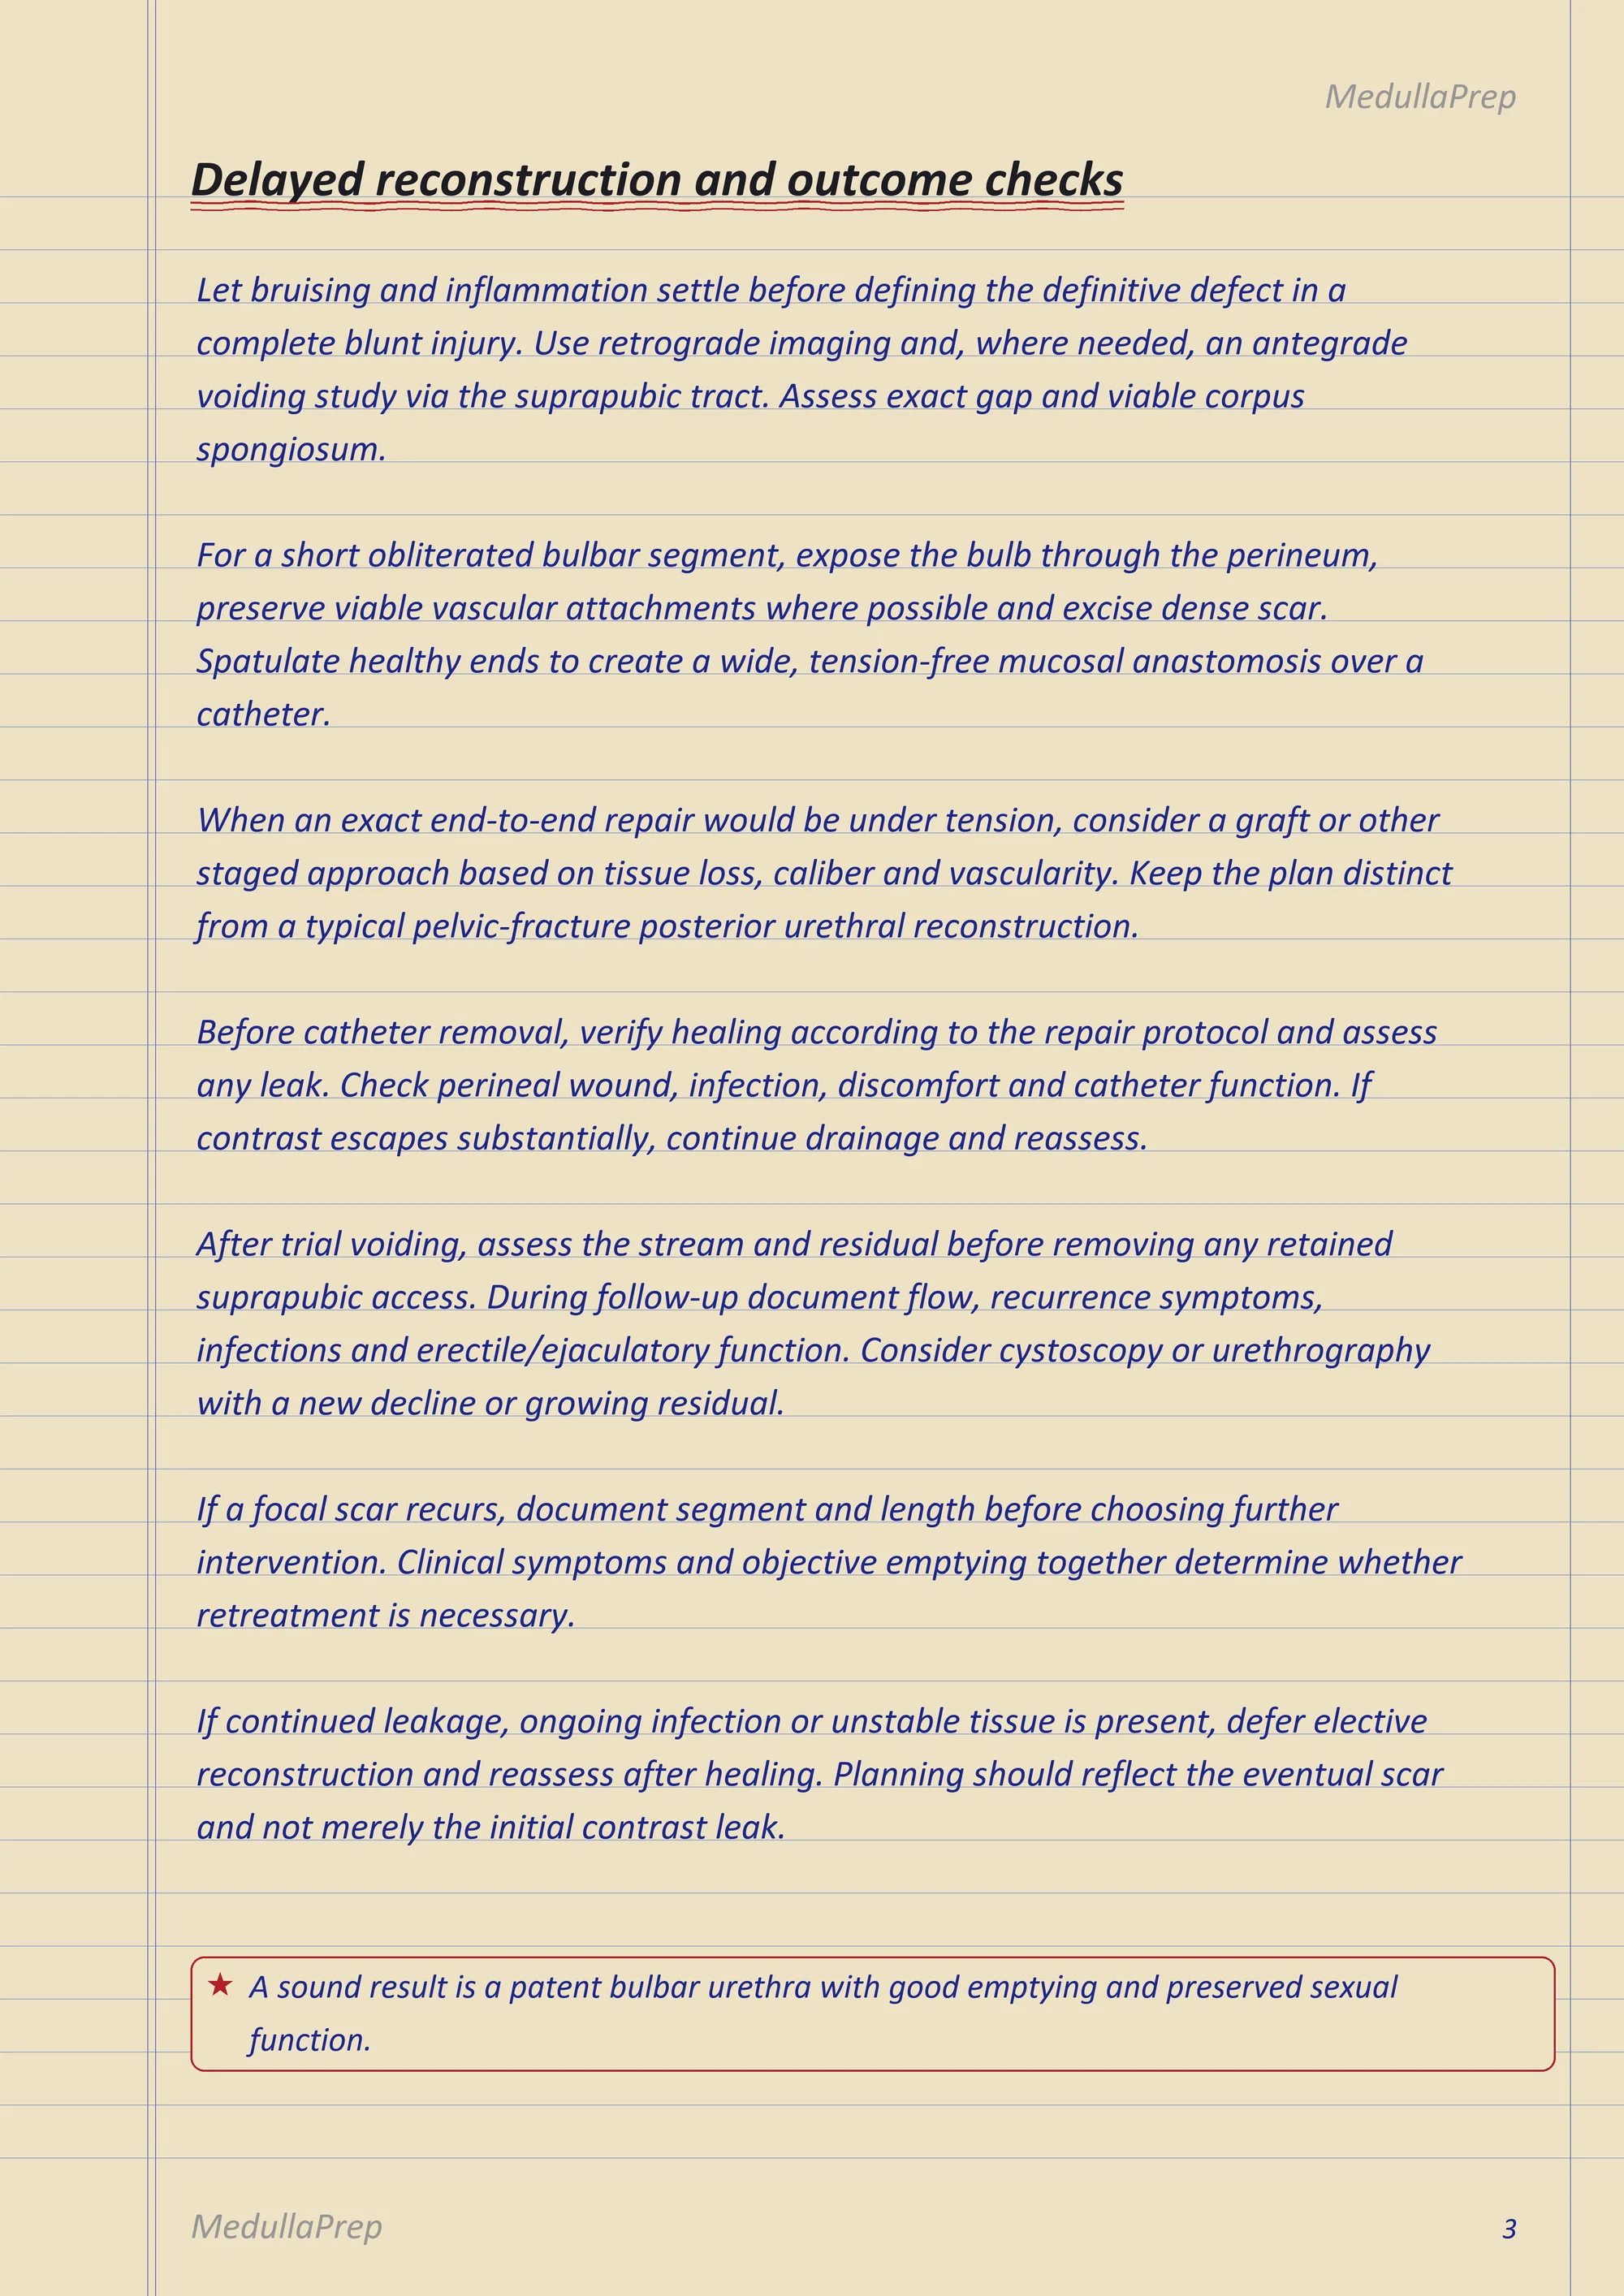 MedullaPrep
Delayed reconstruction and outcome checks
Let bruising and inflammation settle before defining the definitive defect in a
complete blunt injury. Use retrograde imaging and, where needed, an antegrade
voiding study via the suprapubic tract. Assess exact gap and viable corpus
spongiosum.
For a short obliterated bulbar segment, expose the bulb through the perineum,
preserve viable vascular attachments where possible and excise dense scar.
Spatulate healthy ends to create a wide, tension-free mucosal anastomosis over a
catheter.
When an exact end-to-end repair would be under tension, consider a graft or other
staged approach based on tissue loss, caliber and vascularity. Keep the plan distinct
from a typical pelvic-fracture posterior urethral reconstruction.
Before catheter removal, verify healing according to the repair protocol and assess
any leak. Check perineal wound, infection, discomfort and catheter function. If
contrast escapes substantially, continue drainage and reassess.
After trial voiding, assess the stream and residual before removing any retained
suprapubic access. During follow-up document flow, recurrence symptoms,
infections and erectile/ejaculatory function. Consider cystoscopy or urethrography
with a new decline or growing residual.
If a focal scar recurs, document segment and length before choosing further
intervention. Clinical symptoms and objective emptying together determine whether
retreatment is necessary.
If continued leakage, ongoing infection or unstable tissue is present, defer elective
reconstruction and reassess after healing. Planning should reflect the eventual scar
and not merely the initial contrast leak.
★ A sound result is a patent bulbar urethra with good emptying and preserved sexual
function.
MedullaPrep
3